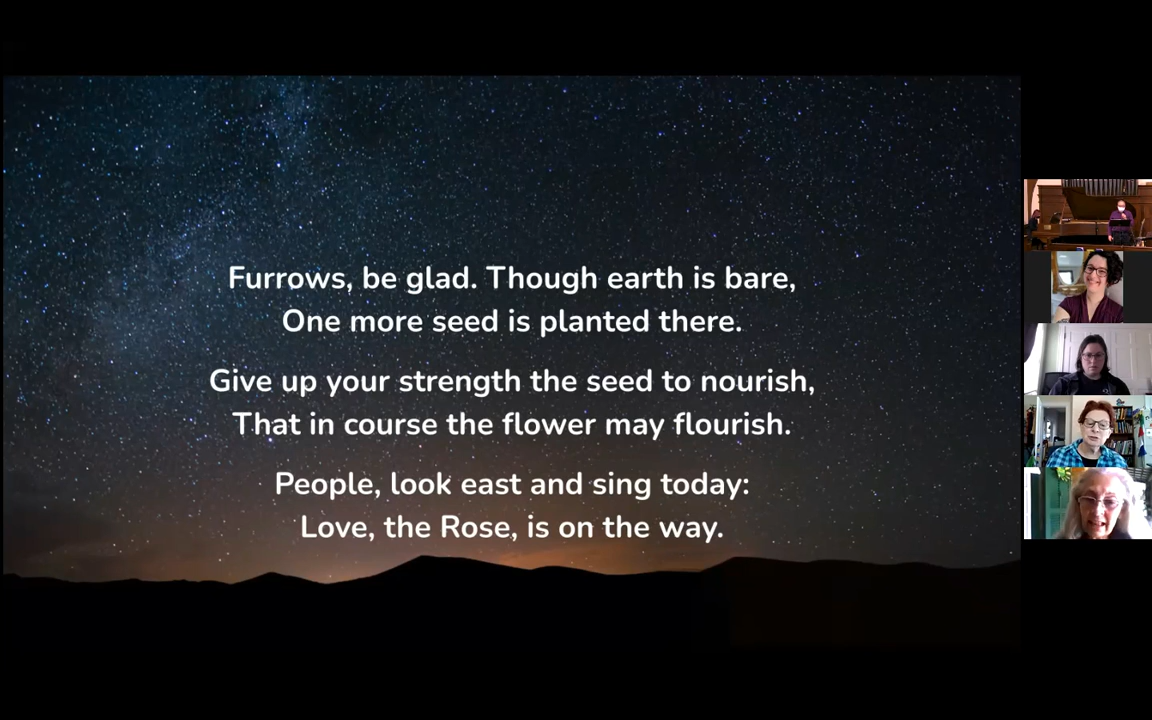 Furrows, be glad. Though earth is bare,
One more seed is planted there.
Give up your strength the seed to nourish,
That in course the flower may flourish.
People, look east and sing today:
Love, the Rose, is on the way.